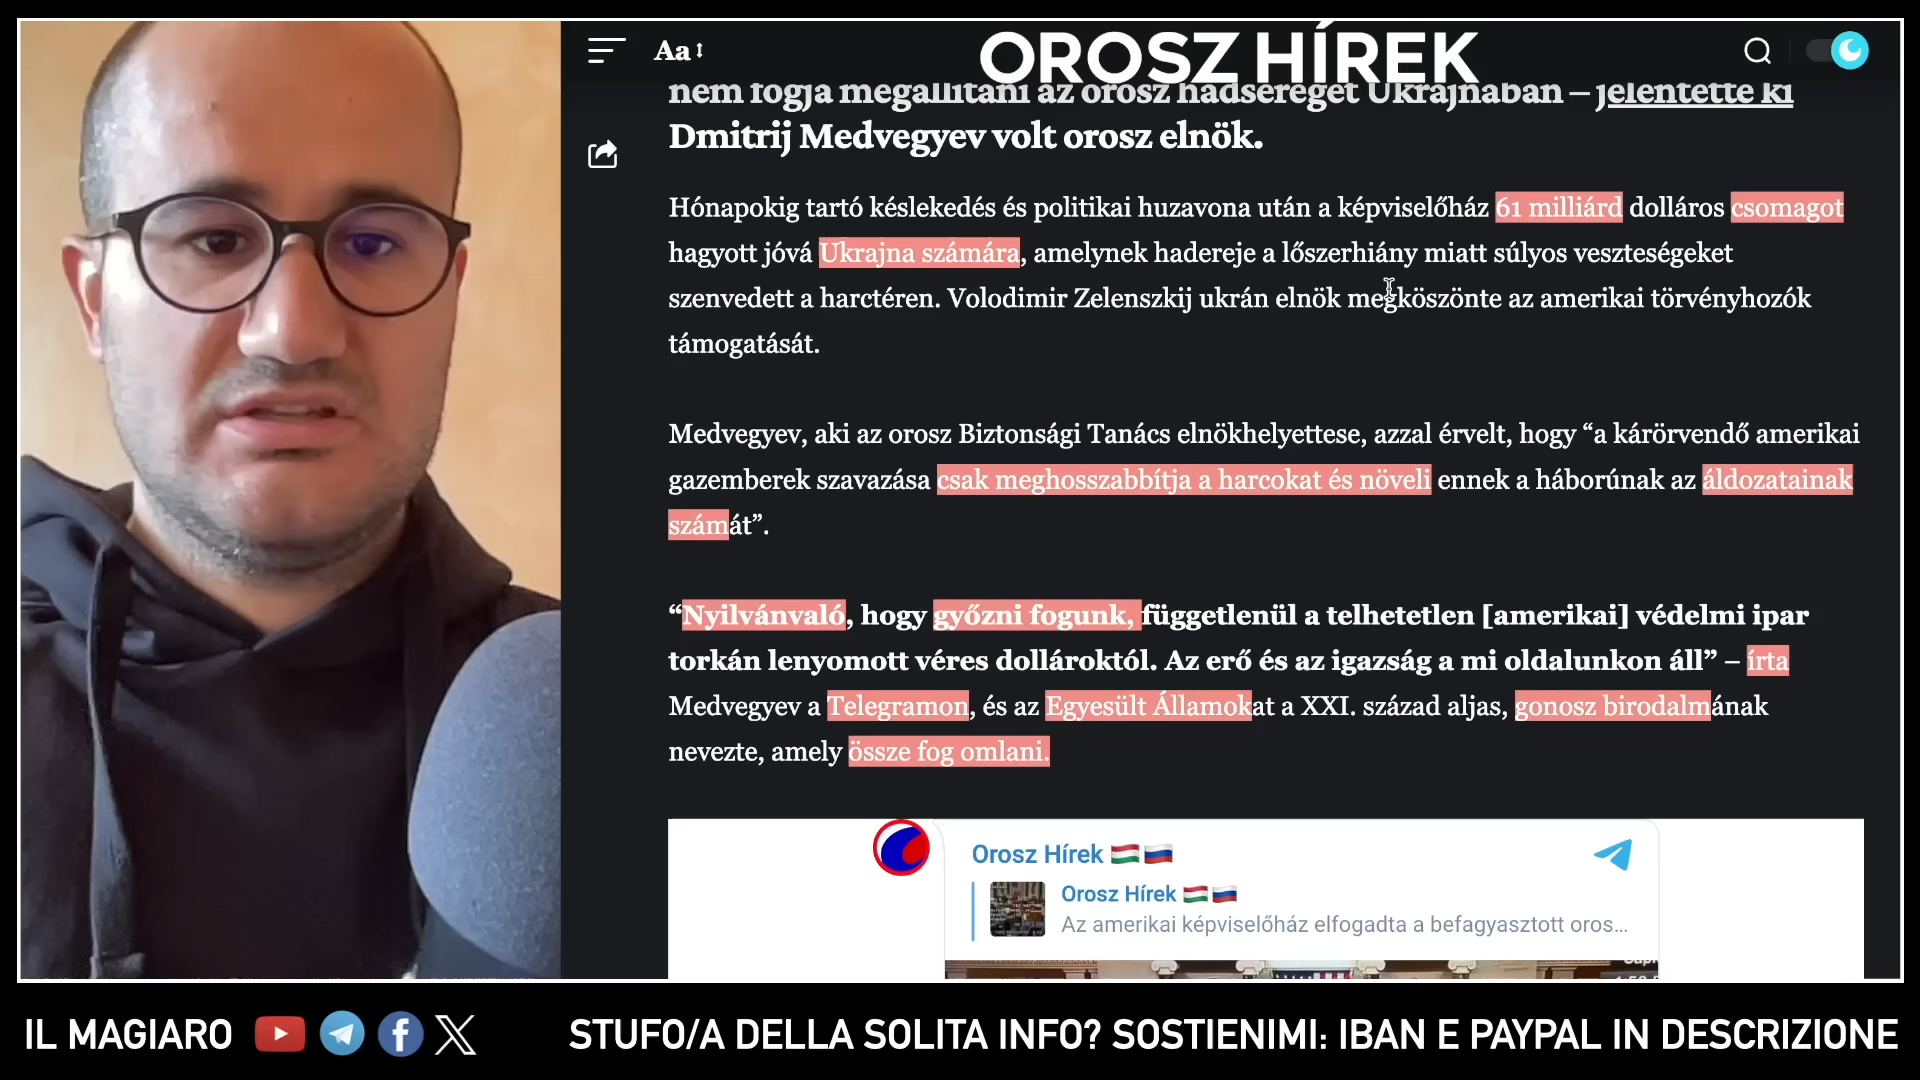 Aa
OROSZ HÍREK
nem fogja megállítani az orosz hadsereget Ukrajnában – jelentette ki
Dmitrij Medvegyev volt orosz elnök.
Hónapokig tartó késlekedés és politikai huzavona után a képviselőház 61 milliárd dolláros csomagot
hagyott jóvá Ukrajna számára, amelynek hadereje a lőszerhiány miatt súlyos veszteségeket
szenvedett a harctéren. Volodimir Zelenszkij ukrán elnök megköszönte az amerikai törvényhozók
támogatását.
Medvegyev, aki az orosz Biztonsági Tanács elnökhelyettese, azzal érvelt, hogy “a kárörvendő amerikai
gazemberek szavazása csak meghosszabbítja a harcokat és növeli ennek a háborúnak az áldozatainak
számát”.
“Nyilvánvaló, hogy győzni fogunk, függetlenül a telhetetlen [amerikai] védelmi ipar
torkán lenyomott véres dollároktól. Az erő és az igazság a mi oldalunkon áll” – írta
Medvegyev a Telegramon, és az Egyesült Államokat a XXI. század aljas, gonosz birodalmának
nevezte, amely össze fog omlani.
Orosz Hírek
Orosz Hírek
Az amerikai képviselőház elfogadta a befagyasztott oros…
IL MAGIARO
STUFO/A DELLA SOLITA INFO? SOSTIENIMI: IBAN E PAYPAL IN DESCRIZIONE